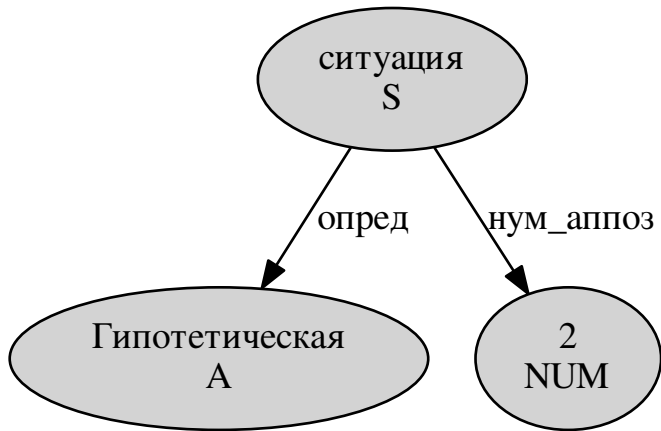 ситуация
S
опред
нум_аппоз
Гипотетическая
A
2
NUM